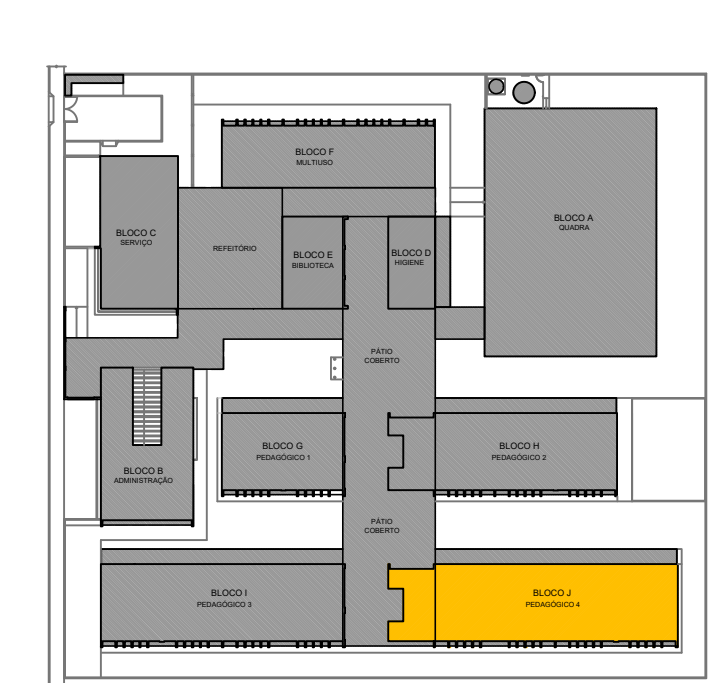 BLOCO F
MULTIUSO
BLOCO C
SERVIÇO
REFEITÓRIO
BLOCO E
BIBLIOTECA
BLOCO D
HIGIENE
BLOCO A
QUADRA
PÁTIO
COBERTO
BLOCO G
PEDAGÓGICO 1
BLOCO H
PEDAGÓGICO 2
BLOCO B
ADMINISTRAÇÃO
PÁTIO
COBERTO
BLOCO I
PEDAGÓGICO 3
BLOCO J
PEDAGÓGICO 4